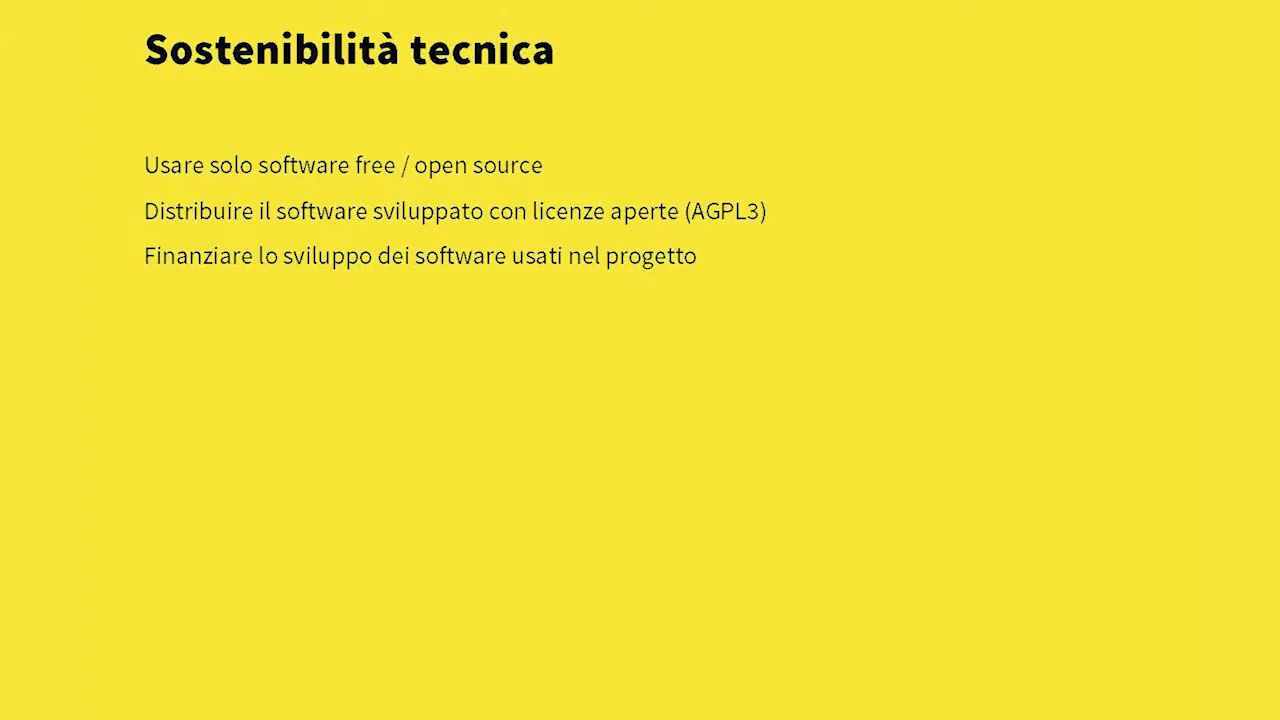 Sostenibilità tecnica
Usare solo software free / open source
Distribuire il software sviluppato con licenze aperte (AGPL3)
Finanziare lo sviluppo dei software usati nel progetto